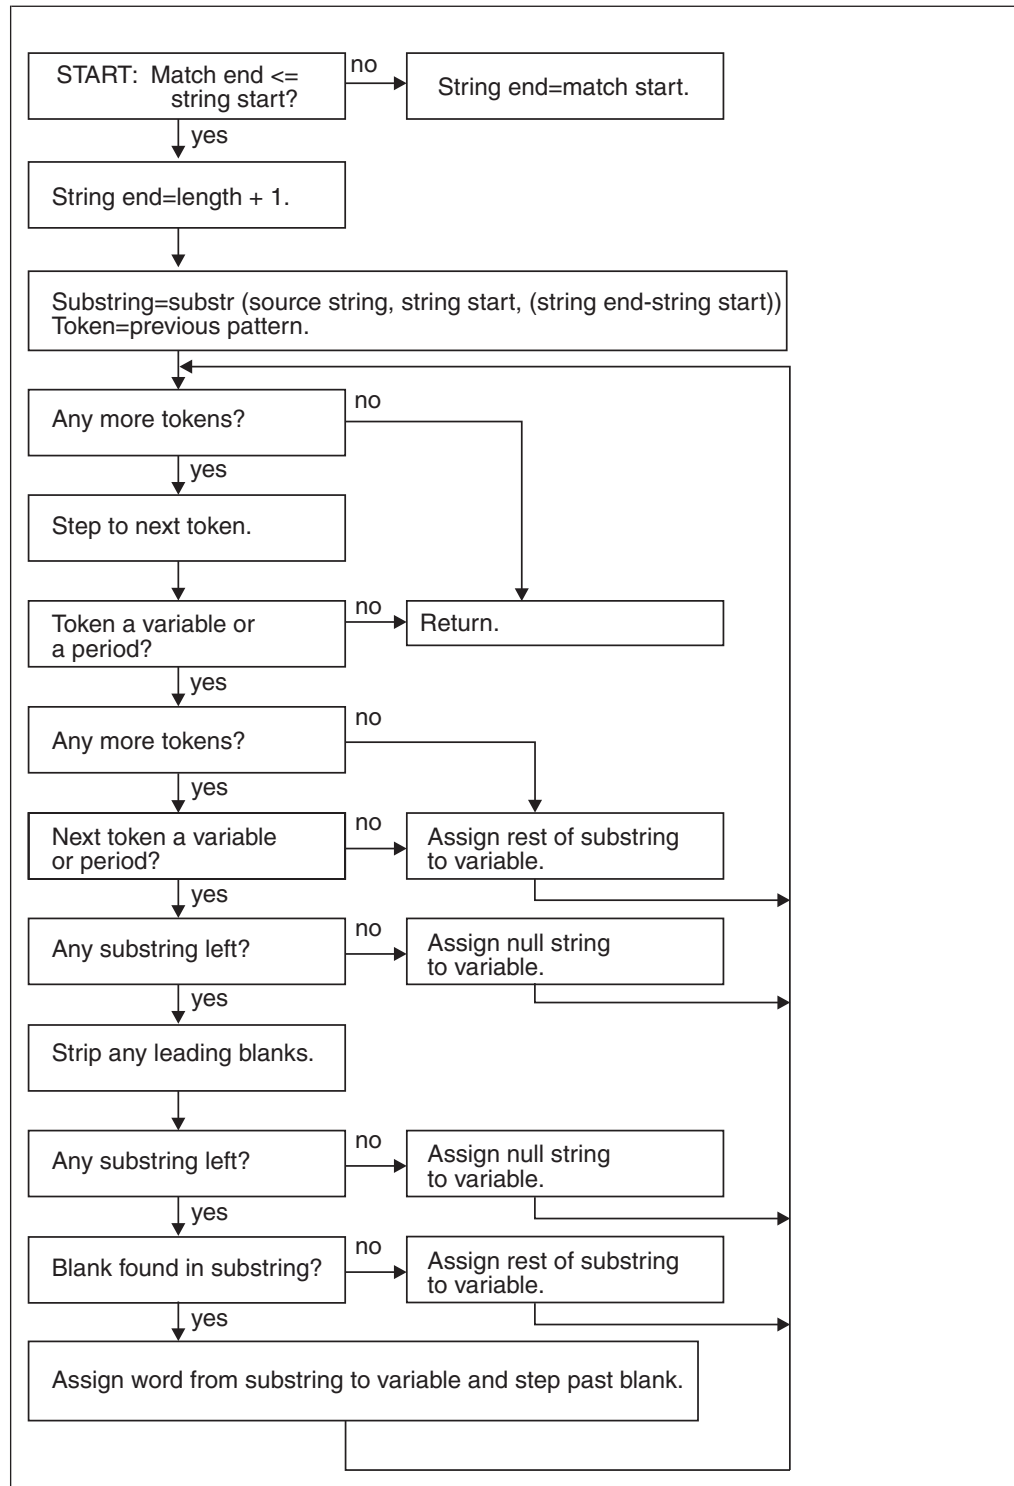 START: Match end <=
string start?
no
String end=match start.
yes
String end=length + 1.
Substring=substr (source string, string start, (string end-string start))
Token=previous pattern.
Any more tokens?
no
yes
Step to next token.
Token a variable or
a period?
no
Return.
yes
Any more tokens?
no
yes
Next token a variable
or period?
no
Assign rest of substring
to variable.
yes
Any substring left?
no
Assign null string
to variable.
yes
Strip any leading blanks.
Any substring left?
no
Assign null string
to variable.
yes
Blank found in substring?
no
Assign rest of substring
to variable.
yes
Assign word from substring to variable and step past blank.